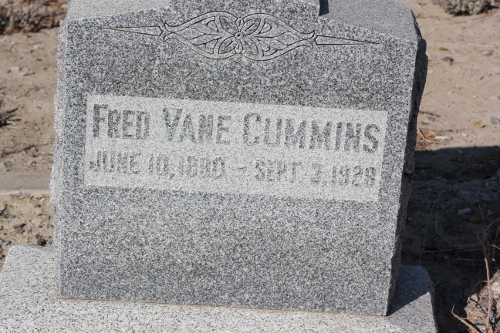 FRED VANE CUMMINS
JUNE 10, 1890 - SEPT. 3, 1928